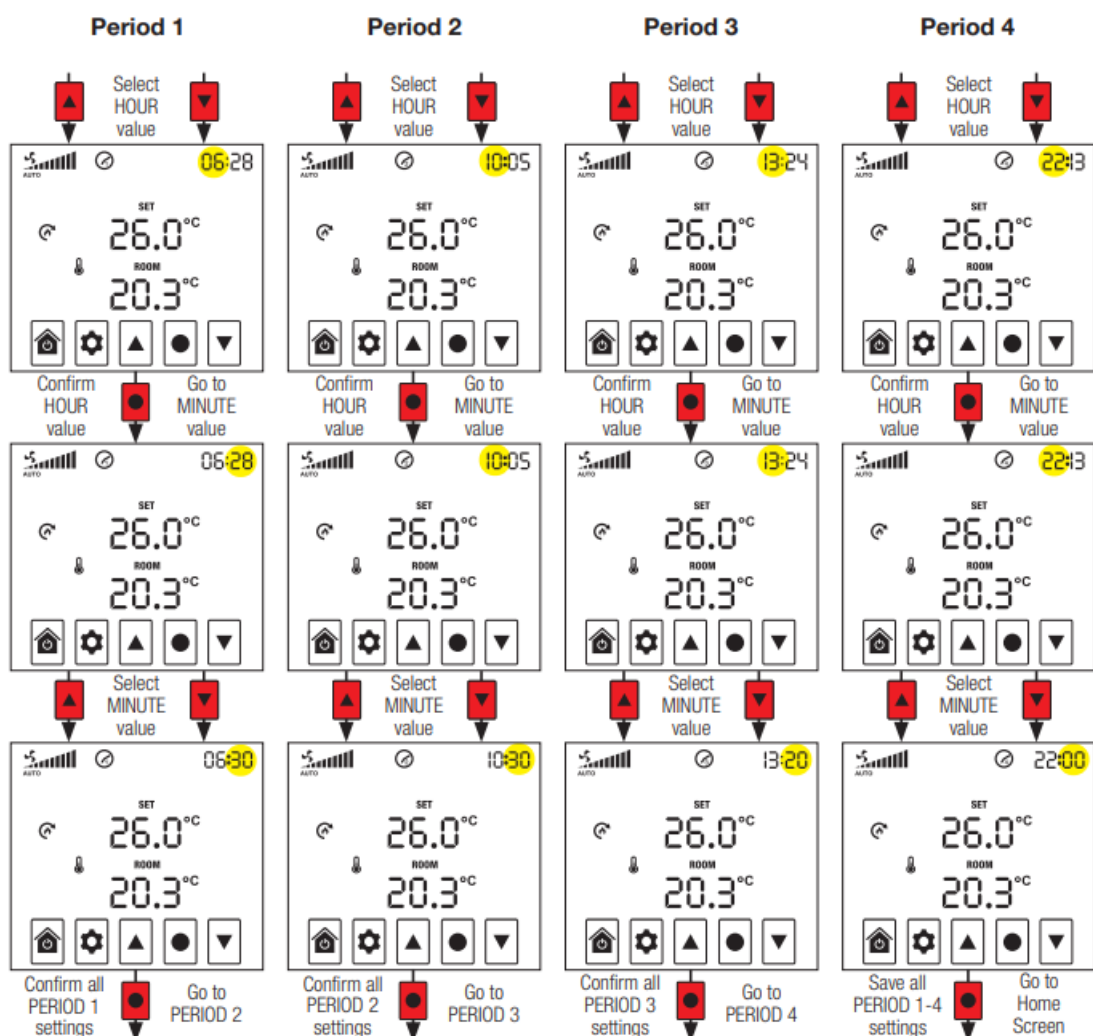 Period 1 Period 2 Period 3 Period 4
Select Select Select Select
HOUR HOUR HOUR HOUR
value value value value
AUTO 06:28 AUTO 10:05 AUTO 13:24 AUTO 22:13
SET SET SET SET
26.0°C 26.0°C 26.0°C 26.0°C
ROOM ROOM ROOM ROOM
20.3°C 20.3°C 20.3°C 20.3°C
Confirm Go to Confirm Go to Confirm Go to Confirm Go to
HOUR MINUTE HOUR MINUTE HOUR MINUTE HOUR MINUTE
value value value value value value value value
AUTO 06:28 AUTO 10:05 AUTO 13:24 AUTO 22:13
SET SET SET SET
26.0°C 26.0°C 26.0°C 26.0°C
ROOM ROOM ROOM ROOM
20.3°C 20.3°C 20.3°C 20.3°C
Select Select Select Select
MINUTE MINUTE MINUTE MINUTE
value value value value
AUTO 06:30 AUTO 10:30 AUTO 13:20 AUTO 22:00
SET SET SET SET
26.0°C 26.0°C 26.0°C 26.0°C
ROOM ROOM ROOM ROOM
20.3°C 20.3°C 20.3°C 20.3°C
Confirm all Go to Confirm all Go to Confirm all Go to Save all Go to
PERIOD 1 PERIOD 2 PERIOD 2 PERIOD 3 PERIOD 3 PERIOD 4 PERIOD 1-4 Home
settings settings settings settings Screen